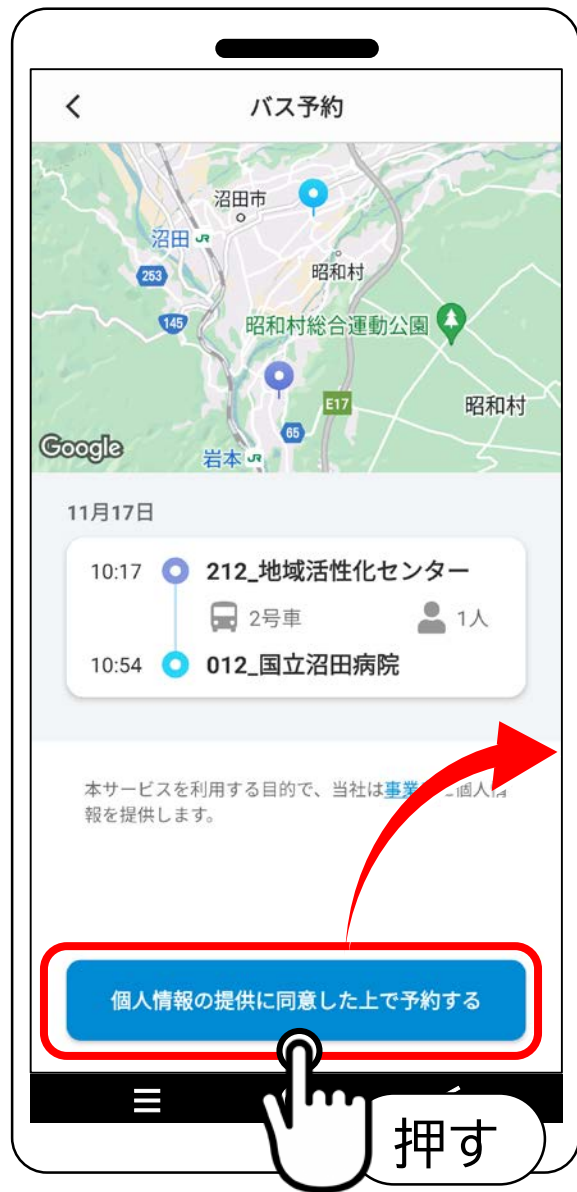 バス予約
沼田市
沼田 JR
253
昭和村
145
昭和村総合運動公園
E17
昭和村
65
Google
岩本 JR
11月17日
10:17 212_地域活性化センター
2号車 1人
10:54 012_国立沼田病院
本サービスを利用する目的で、当社は事業 個人情
報を提供します。
個人情報の提供に同意した上で予約する
押す